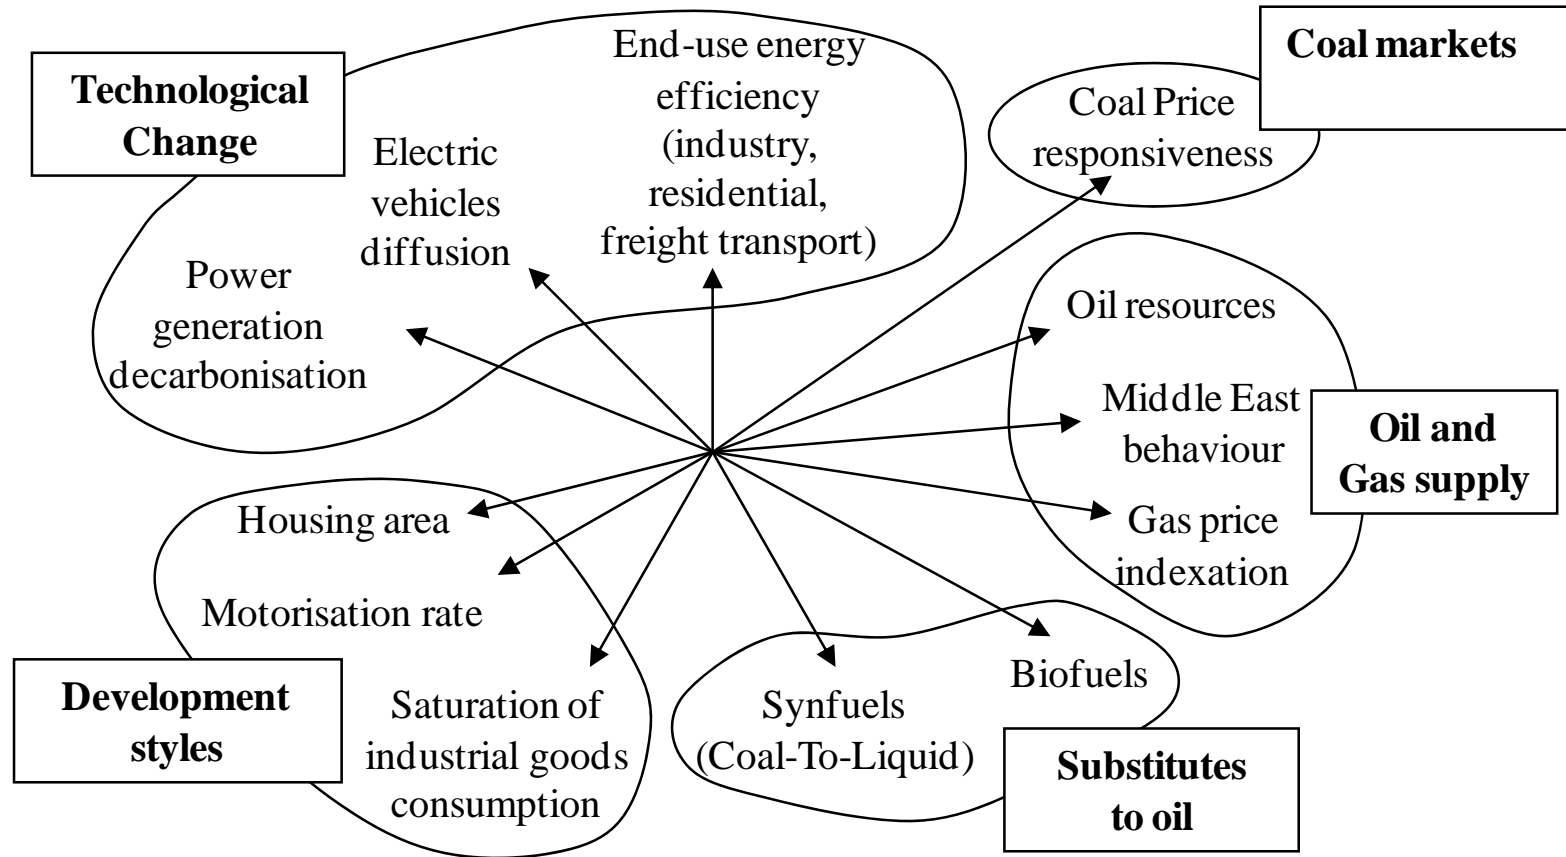 Technological
Change
End-use energy
efficiency
(industry,
residential,
freight transport)
Electric
vehicles
diffusion
Power
generation
decarbonisation
Coal markets
Coal Price
responsiveness
Oil resources
Middle East
behaviour
Gas price
indexation
Oil and
Gas supply
Housing area
Motorisation rate
Saturation of
industrial goods
consumption
Development
styles
Synfuels
(Coal-To-Liquid)
Biofuels
Substitutes
to oil